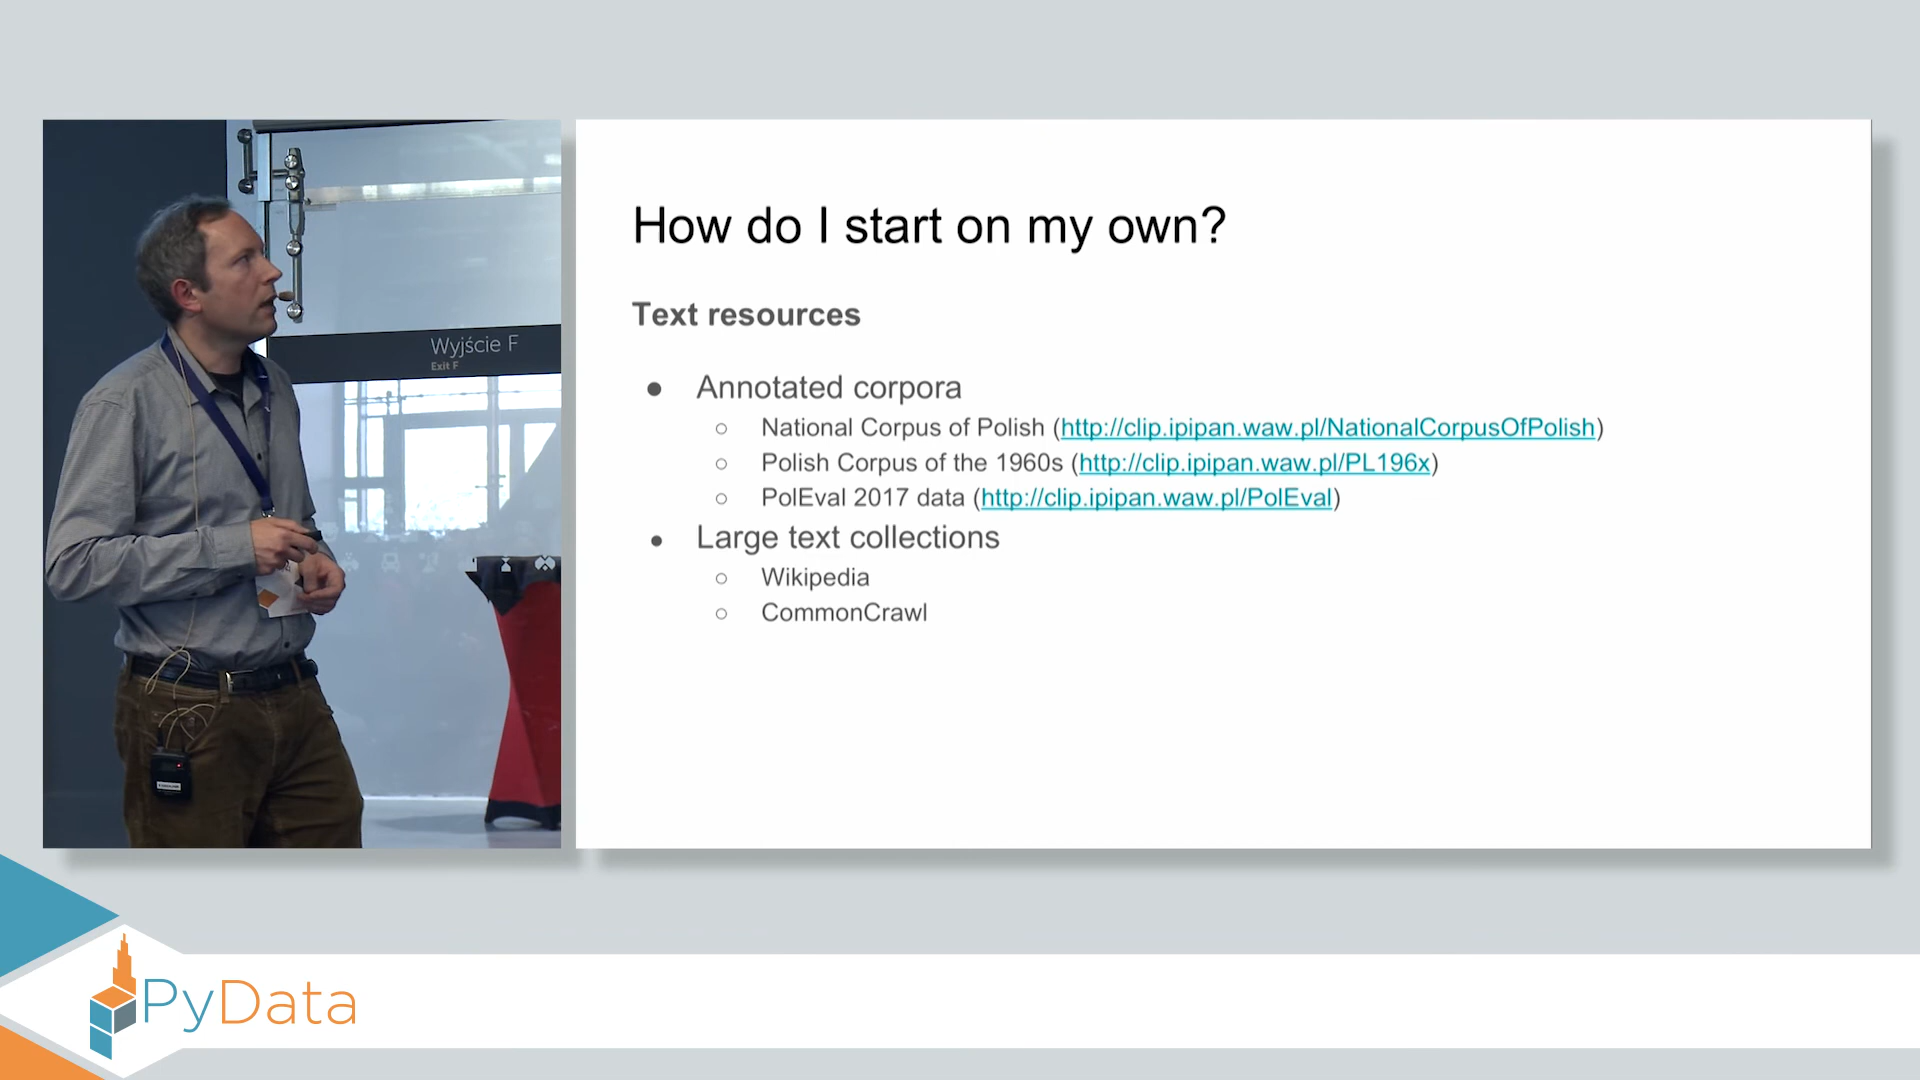 Wyjście F
Exit F
How do I start on my own?
Text resources
● Annotated corpora
○ National Corpus of Polish (http://clip.ipipan.waw.pl/NationalCorpusOfPolish)
○ Polish Corpus of the 1960s (http://clip.ipipan.waw.pl/PL196x)
○ PolEval 2017 data (http://clip.ipipan.waw.pl/PolEval)
● Large text collections
○ Wikipedia
○ CommonCrawl
PyData